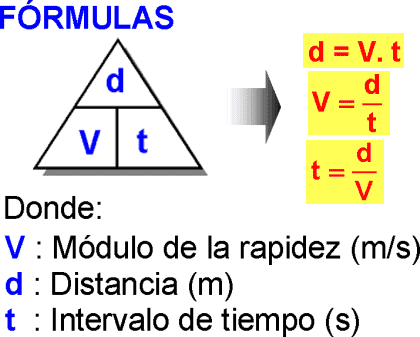 FÓRMULAS
d
V t
d = V. t
V = d/t
t = d/V
Donde:
V : Módulo de la rapidez (m/s)
d : Distancia (m)
t : Intervalo de tiempo (s)